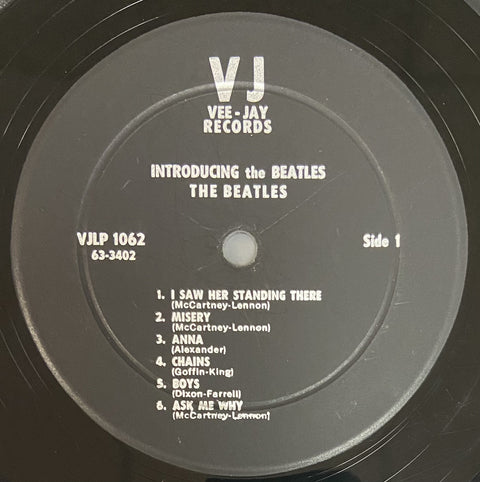 VJ
VEE-JAY
RECORDS
INTRODUCING the BEATLES
THE BEATLES
VJLP 1062
63-3402
Side 1
1. I SAW HER STANDING THERE
(McCartney-Lennon)
2. MISERY
(McCartney-Lennon)
3. ANNA
(Alexander)
4. CHAINS
(Goffin-King)
5. BOYS
(Dixon-Farrell)
6. ASK ME WHY
(McCartney-Lennon)